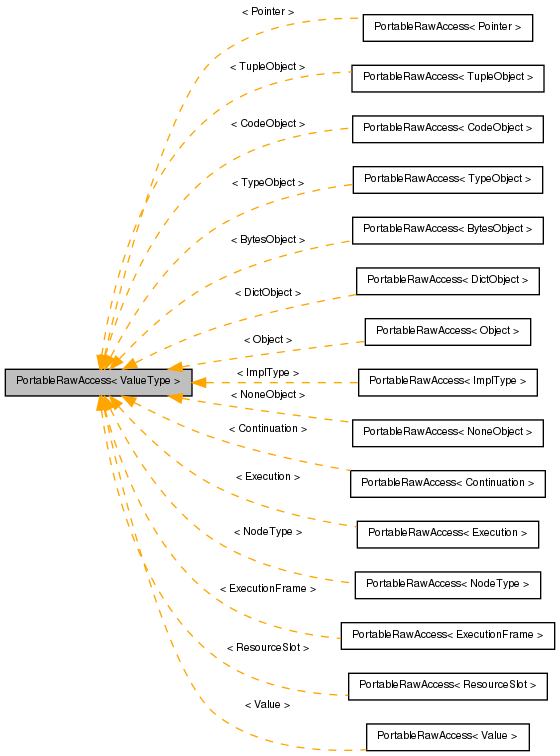 < Pointer >
PortableRawAccess< Pointer >
< TupleObject >
PortableRawAccess< TupleObject >
< CodeObject >
PortableRawAccess< CodeObject >
< TypeObject >
PortableRawAccess< TypeObject >
< BytesObject >
PortableRawAccess< BytesObject >
< DictObject >
PortableRawAccess< DictObject >
< Object >
PortableRawAccess< Object >
PortableRawAccess< ValueType >
< ImplType >
PortableRawAccess< ImplType >
< NoneObject >
PortableRawAccess< NoneObject >
< Continuation >
PortableRawAccess< Continuation >
< Execution >
PortableRawAccess< Execution >
< NodeType >
PortableRawAccess< NodeType >
< ExecutionFrame >
PortableRawAccess< ExecutionFrame >
< ResourceSlot >
PortableRawAccess< ResourceSlot >
< Value >
PortableRawAccess< Value >